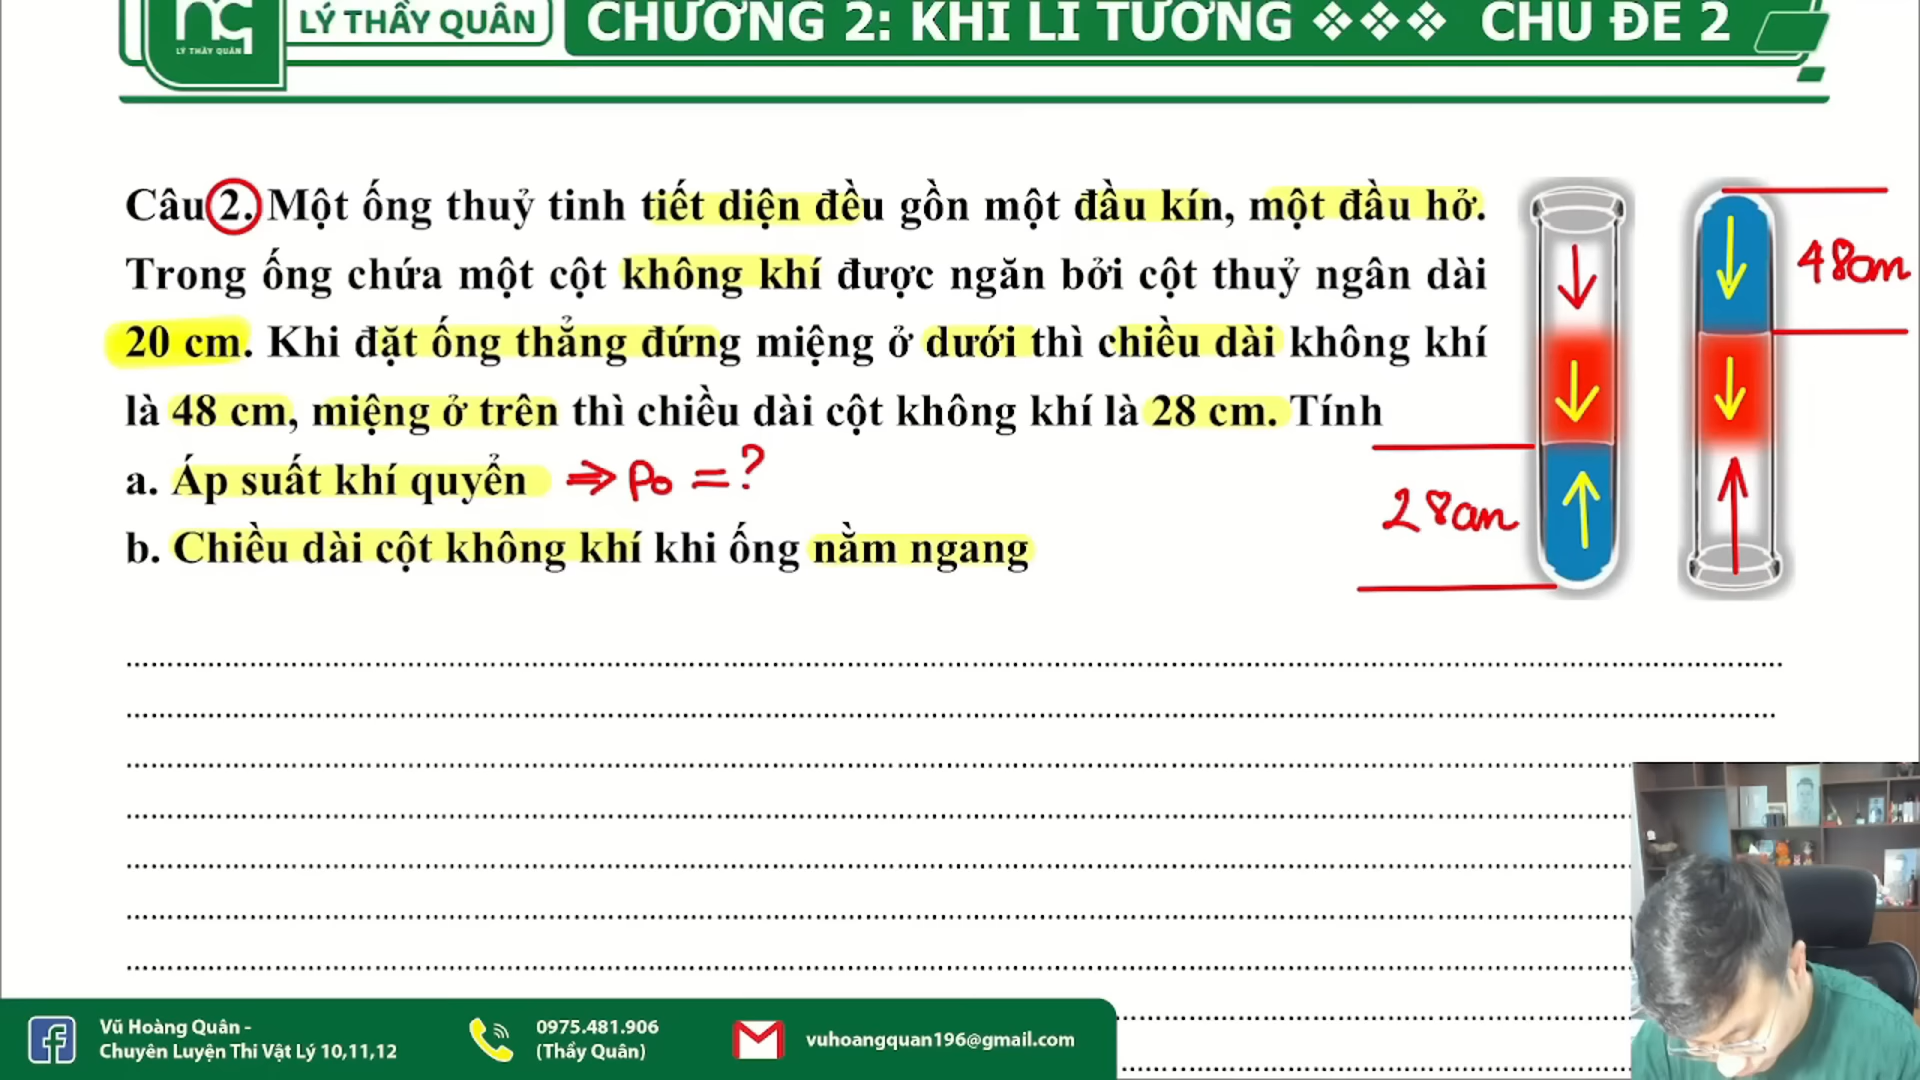 LÝ THẦY QUÂN
LÝ THẦY QUÂN
CHƯƠNG 2: KHÍ LÍ TƯỞNG ❖❖❖ CHỦ ĐỀ 2
Câu 2. Một ống thuỷ tinh tiết diện đều gồn một đầu kín, một đầu hở.
Trong ống chứa một cột không khí được ngăn bởi cột thuỷ ngân dài
20 cm. Khi đặt ống thẳng đứng miệng ở dưới thì chiều dài không khí
là 48 cm, miệng ở trên thì chiều dài cột không khí là 28 cm. Tính
a. Áp suất khí quyển ⇒ P₀ = ?
b. Chiều dài cột không khí khi ống nằm ngang
28cm
48cm
Vũ Hoàng Quân -
Chuyên Luyện Thi Vật Lý 10,11,12
0975.481.906
(Thầy Quân)
vuhoangquan196@gmail.com